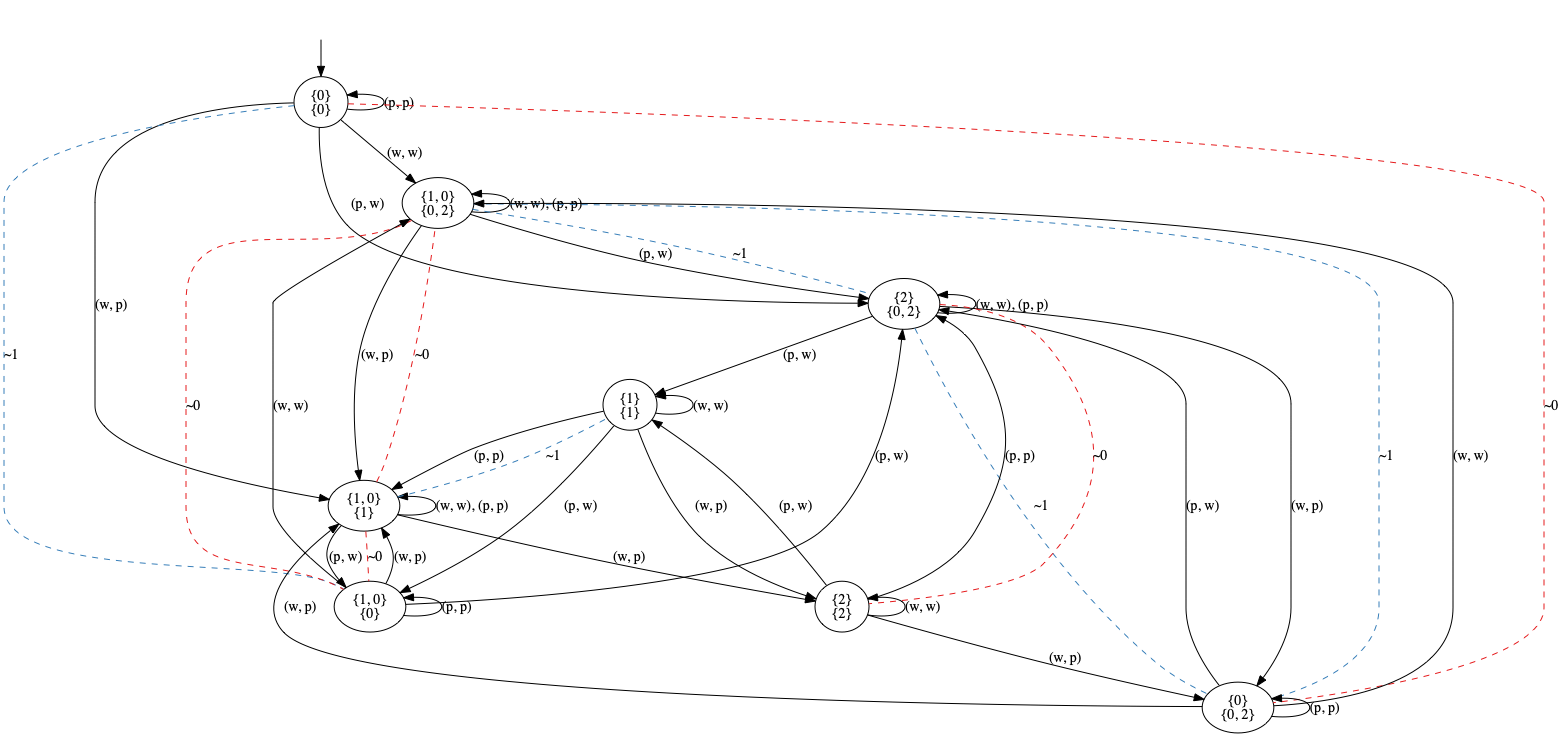 {0}
{0}
(p, p)
(w, w)
{1, 0}
{0, 2}
(w, w), (p, p)
(p, w)
(p, w)
~1
{2}
{0, 2}
(w, w), (p, p)
(w, p)
~1
(w, p)
~0
(p, w)
{1}
{1}
(w, w)
~0
(w, w)
~1
(w, w)
~0
(p, p)
~1
(p, w)
(p, p)
~0
{1, 0}
{1}
(w, w), (p, p)
(p, w)
(w, p)
(p, w)
~1
(p, w)
(w, p)
(p, w)
~0
(w, p)
(w, p)
(w, p)
{1, 0}
{0}
(p, p)
{2}
{2}
(w, w)
(w, p)
{0}
{0, 2}
(p, p)